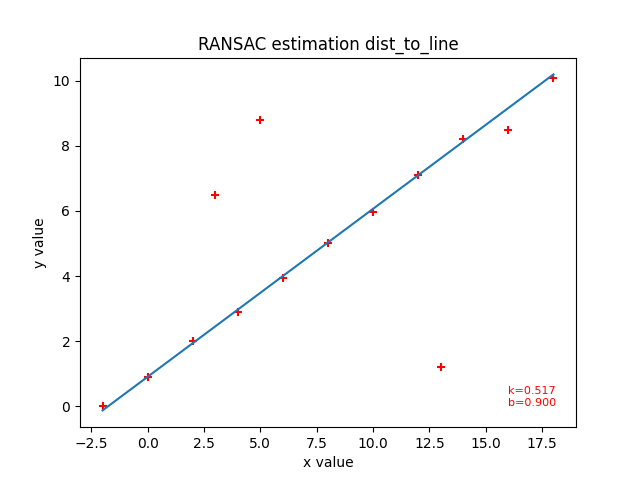 RANSAC estimation dist_to_line
10
8
6
4
2
0
y value
k=0.517
b=0.900
−2.5 0.0 2.5 5.0 7.5 10.0 12.5 15.0 17.5
x value